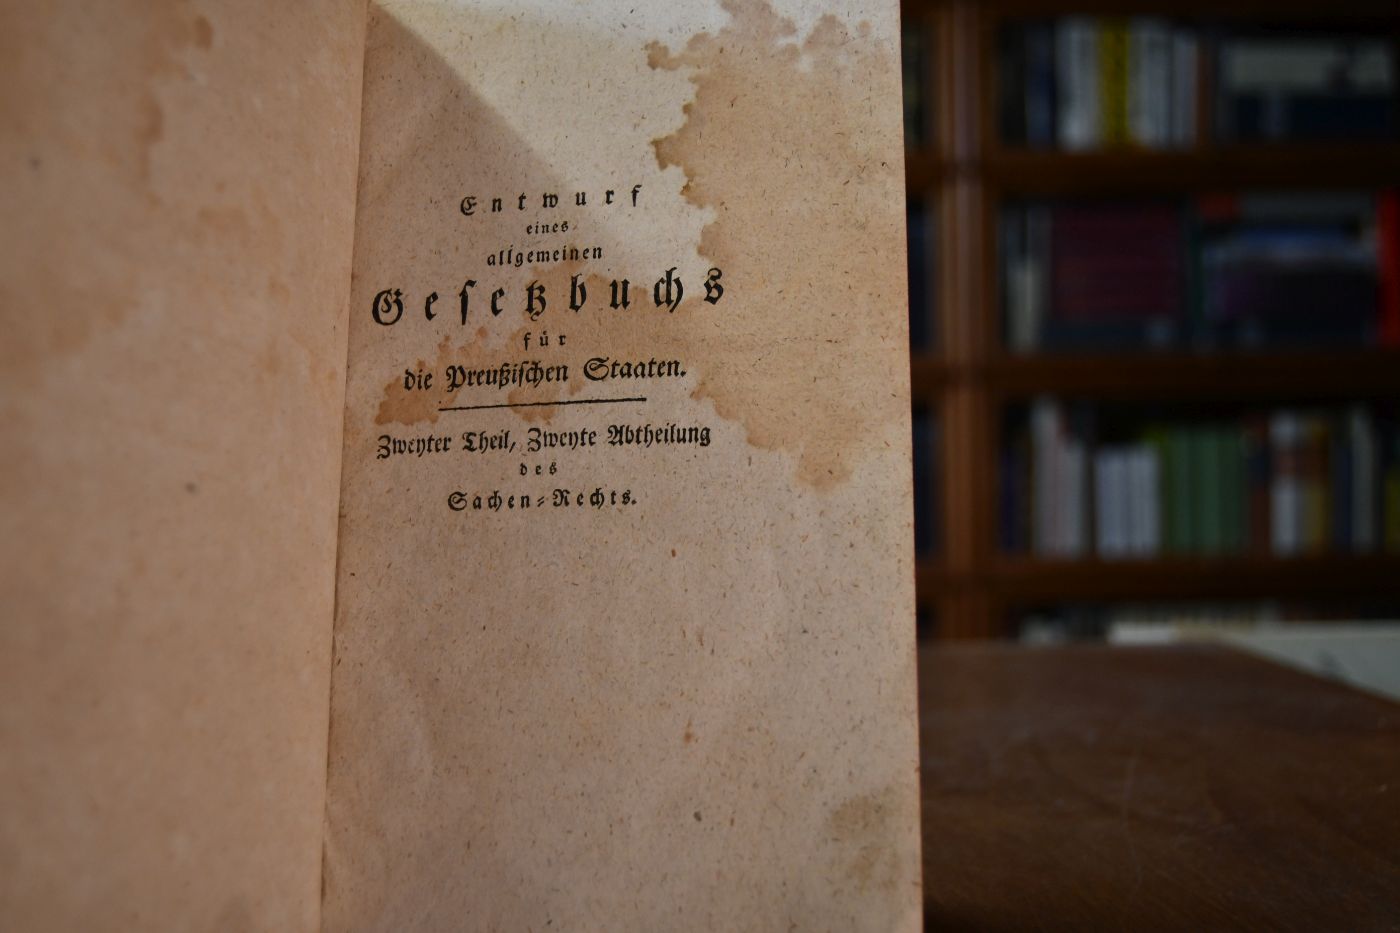 Entwurf
eines
allgemeinen
Geſetzbuchs
für
die Preußiſchen Staaten.
Zweyter Theil, Zweyte Abtheilung
des
Sachen-Rechts.